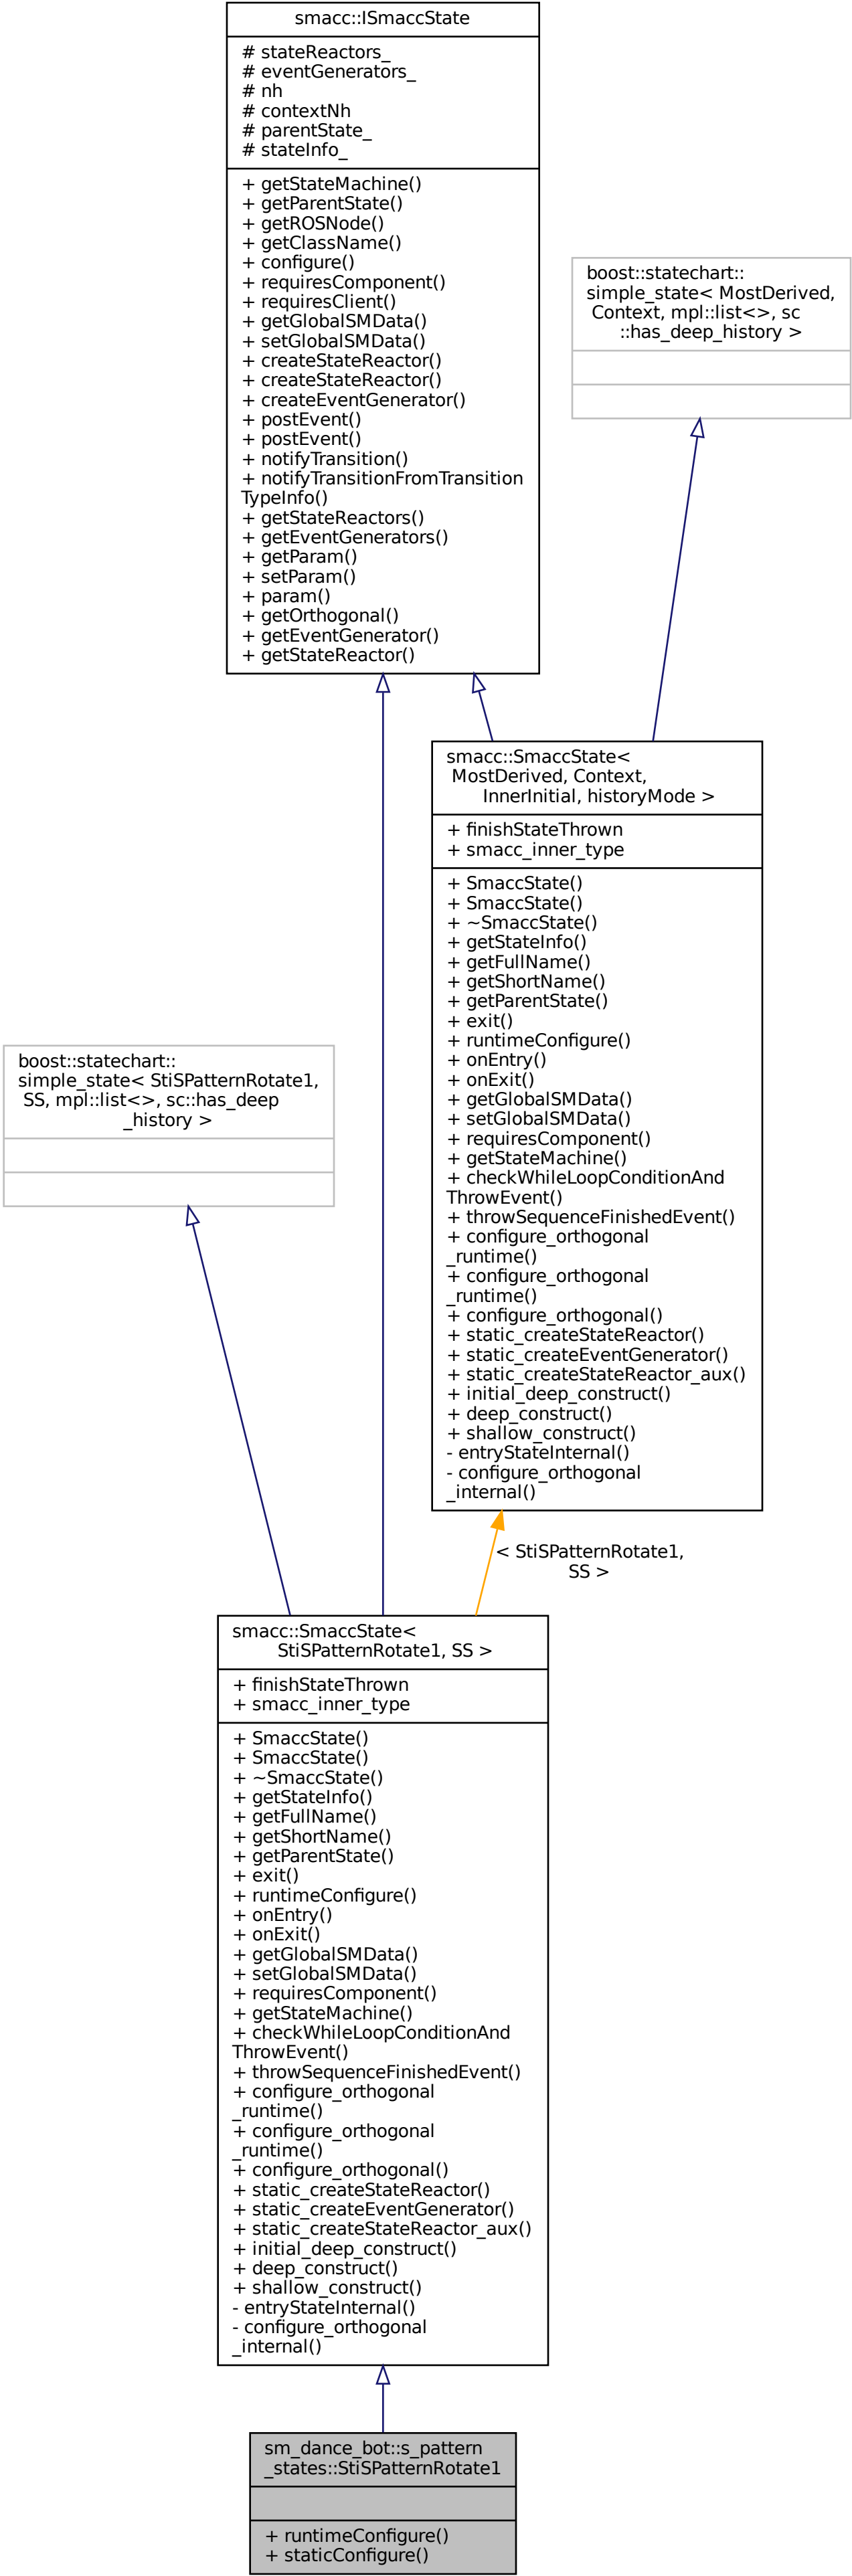 smacc::ISmaccState
# stateReactors_
# eventGenerators_
# nh
# contextNh
# parentState_
# stateInfo_
+ getStateMachine()
+ getParentState()
+ getROSNode()
+ getClassName()
+ configure()
+ requiresComponent()
+ requiresClient()
+ getGlobalSMData()
+ setGlobalSMData()
+ createStateReactor()
+ createStateReactor()
+ createEventGenerator()
+ postEvent()
+ postEvent()
+ notifyTransition()
+ notifyTransitionFromTransition
TypeInfo()
+ getStateReactors()
+ getEventGenerators()
+ getParam()
+ setParam()
+ param()
+ getOrthogonal()
+ getEventGenerator()
+ getStateReactor()
boost::statechart::
simple_state< MostDerived,
Context, mpl::list<>, sc
::has_deep_history >
smacc::SmaccState<
MostDerived, Context,
InnerInitial, historyMode >
+ finishStateThrown
+ smacc_inner_type
+ SmaccState()
+ SmaccState()
+ ~SmaccState()
+ getStateInfo()
+ getFullName()
+ getShortName()
+ getParentState()
+ exit()
+ runtimeConfigure()
+ onEntry()
+ onExit()
+ getGlobalSMData()
+ setGlobalSMData()
+ requiresComponent()
+ getStateMachine()
+ checkWhileLoopConditionAnd
ThrowEvent()
+ throwSequenceFinishedEvent()
+ configure_orthogonal
_runtime()
+ configure_orthogonal
_runtime()
+ configure_orthogonal()
+ static_createStateReactor()
+ static_createEventGenerator()
+ static_createStateReactor_aux()
+ initial_deep_construct()
+ deep_construct()
+ shallow_construct()
- entryStateInternal()
- configure_orthogonal
_internal()
boost::statechart::
simple_state< StiSPatternRotate1,
SS, mpl::list<>, sc::has_deep
_history >
< StiSPatternRotate1,
SS >
smacc::SmaccState<
StiSPatternRotate1, SS >
+ finishStateThrown
+ smacc_inner_type
+ SmaccState()
+ SmaccState()
+ ~SmaccState()
+ getStateInfo()
+ getFullName()
+ getShortName()
+ getParentState()
+ exit()
+ runtimeConfigure()
+ onEntry()
+ onExit()
+ getGlobalSMData()
+ setGlobalSMData()
+ requiresComponent()
+ getStateMachine()
+ checkWhileLoopConditionAnd
ThrowEvent()
+ throwSequenceFinishedEvent()
+ configure_orthogonal
_runtime()
+ configure_orthogonal
_runtime()
+ configure_orthogonal()
+ static_createStateReactor()
+ static_createEventGenerator()
+ static_createStateReactor_aux()
+ initial_deep_construct()
+ deep_construct()
+ shallow_construct()
- entryStateInternal()
- configure_orthogonal
_internal()
sm_dance_bot::s_pattern
_states::StiSPatternRotate1
+ runtimeConfigure()
+ staticConfigure()